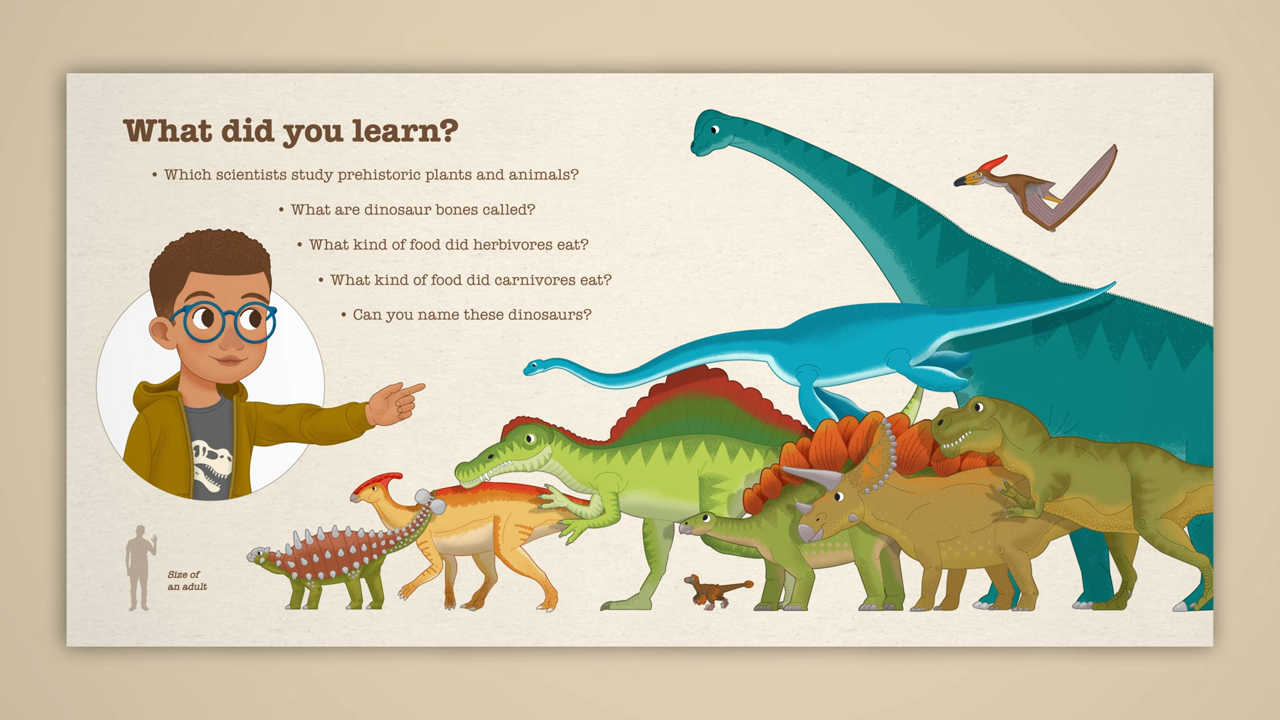 What did you learn?
• Which scientists study prehistoric plants and animals?
• What are dinosaur bones called?
• What kind of food did herbivores eat?
• What kind of food did carnivores eat?
• Can you name these dinosaurs?
Size of
an adult